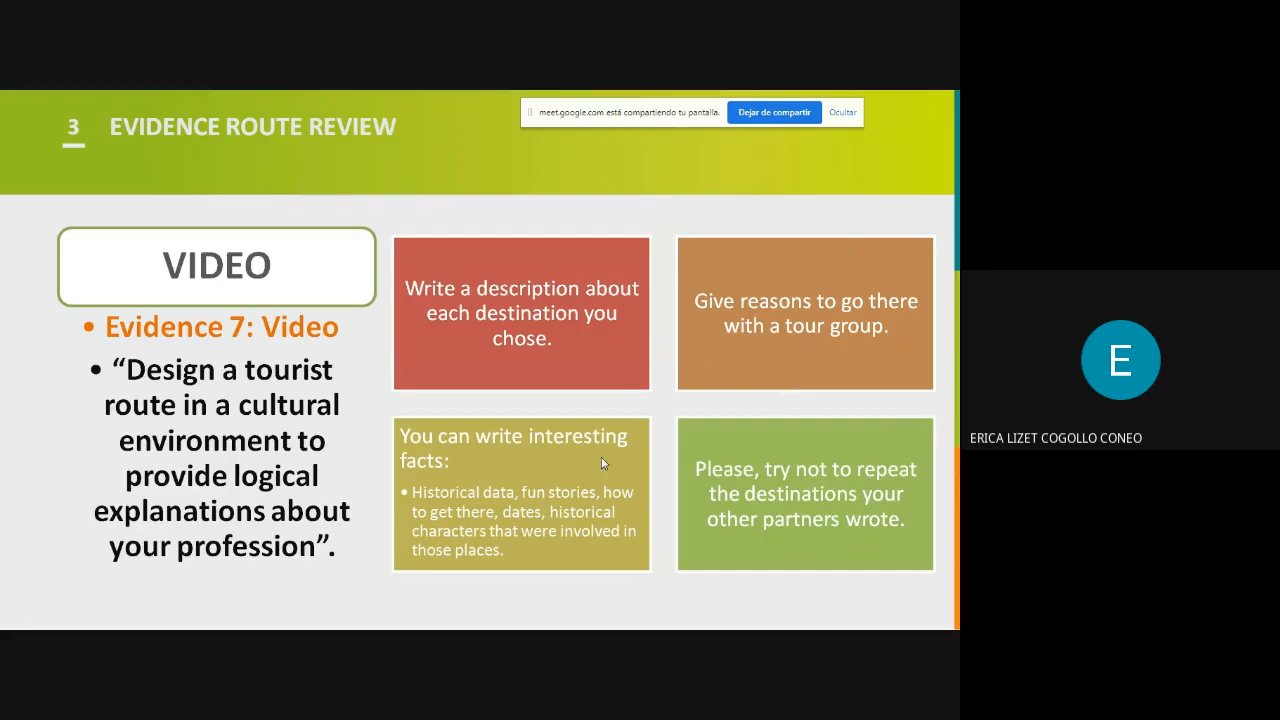 3 EVIDENCE ROUTE REVIEW
meet.google.com está compartiendo tu pantalla. Dejar de compartir Ocultar
VIDEO
• Evidence 7: Video
• “Design a tourist
route in a cultural
environment to
provide logical
explanations about
your profession”.
Write a description about
each destination you
chose.
Give reasons to go there
with a tour group.
You can write interesting
facts:
• Historical data, fun stories, how
to get there, dates, historical
characters that were involved in
those places.
Please, try not to repeat
the destinations your
other partners wrote.
E
ERICA LIZET COGOLLO CONEO